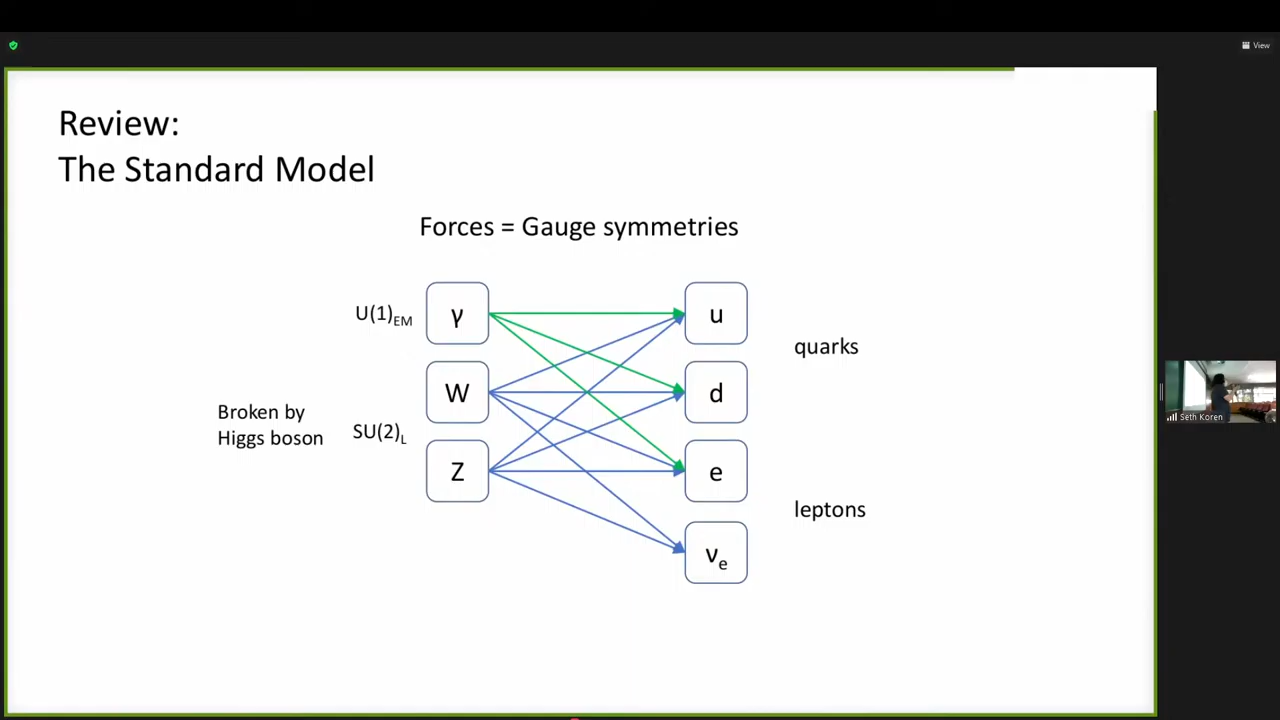 View
Review:
The Standard Model
Forces = Gauge symmetries
U(1)EM
γ
u
quarks
W
d
Broken by
Higgs boson
SU(2)L
Z
e
leptons
νe
Seth Koren